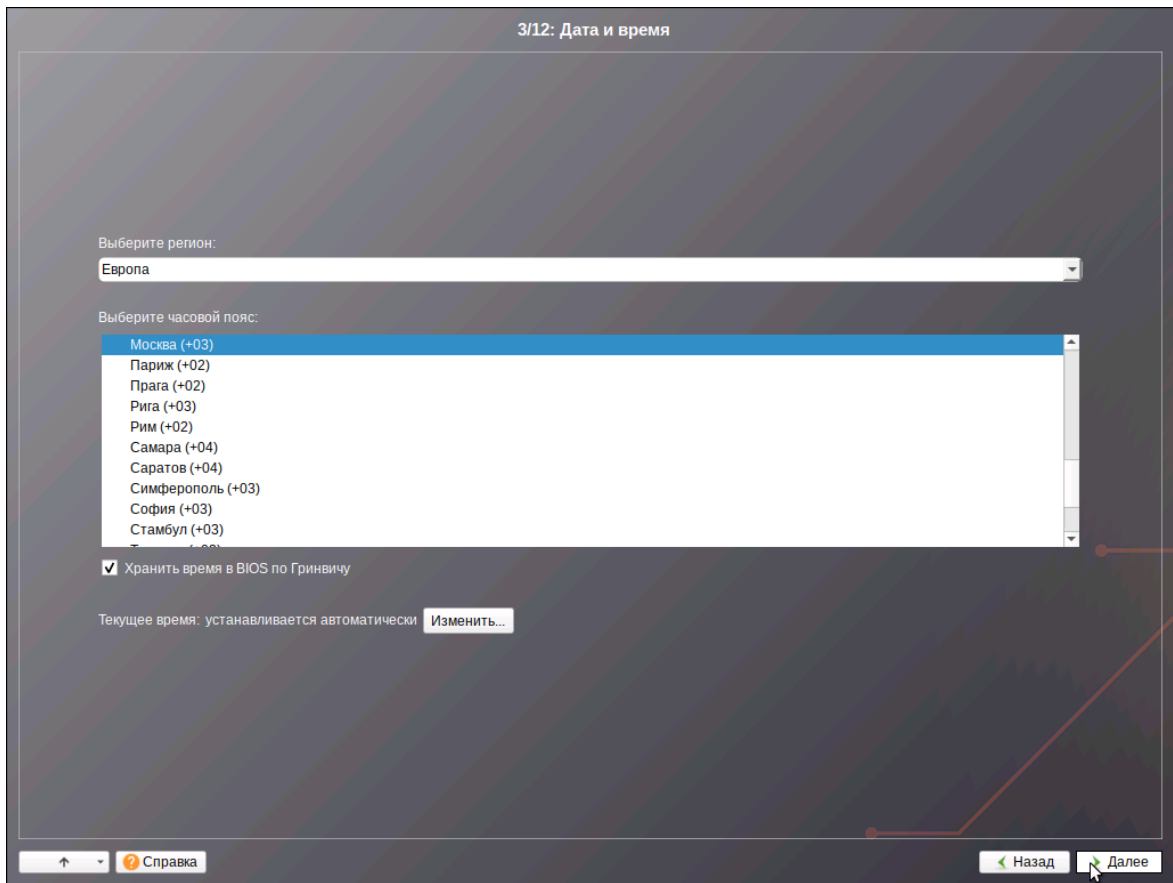 3/12: Дата и время
Выберите регион:
Европа
Выберите часовой пояс:
Москва (+03)
Париж (+02)
Прага (+02)
Рига (+03)
Рим (+02)
Самара (+04)
Саратов (+04)
Симферополь (+03)
София (+03)
Стамбул (+03)
Хранить время в BIOS по Гринвичу
Текущее время: устанавливается автоматически Изменить...
Справка Назад Далее